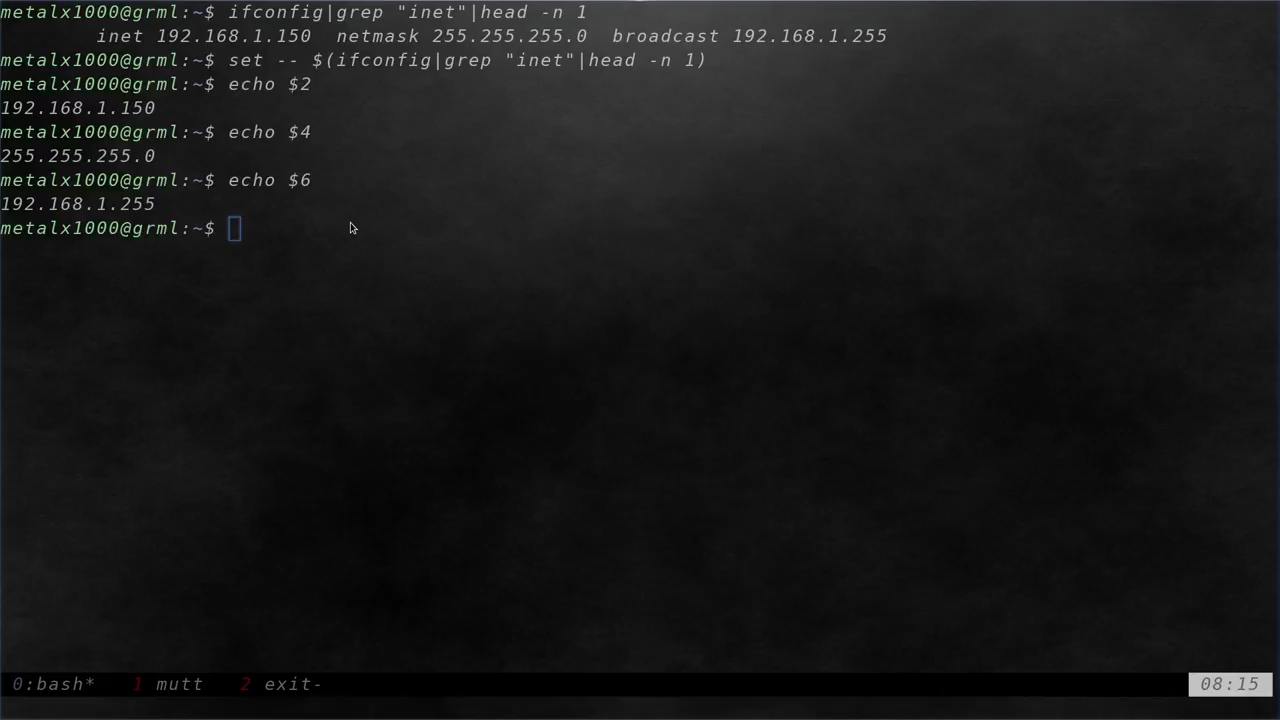 metalx1000@grml:~$ ifconfig|grep "inet"|head -n 1
        inet 192.168.1.150  netmask 255.255.255.0  broadcast 192.168.1.255
metalx1000@grml:~$ set -- $(ifconfig|grep "inet"|head -n 1)
metalx1000@grml:~$ echo $2
192.168.1.150
metalx1000@grml:~$ echo $4
255.255.255.0
metalx1000@grml:~$ echo $6
192.168.1.255
metalx1000@grml:~$
0:bash*   1 mutt   2 exit-   08:15